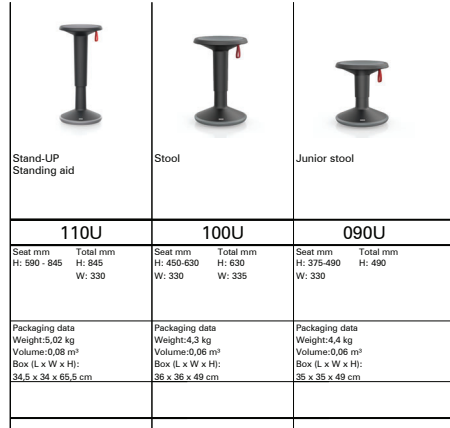 Stand-UP
Standing aid
Stool
Junior stool
110U
100U
090U
Seat mm Total mm
H: 590 - 845 H: 845
W: 330
Seat mm Total mm
H: 450-630 H: 630
W: 330 W: 335
Seat mm Total mm
H: 375-490 H: 490
W: 330
Packaging data
Weight:5,02 kg
Volume:0,08 m³
Box (L x W x H):
34,5 x 34 x 65,5 cm
Packaging data
Weight:4,3 kg
Volume:0,06 m³
Box (L x W x H):
36 x 36 x 49 cm
Packaging data
Weight:4,4 kg
Volume:0,06 m³
Box (L x W x H):
35 x 35 x 49 cm